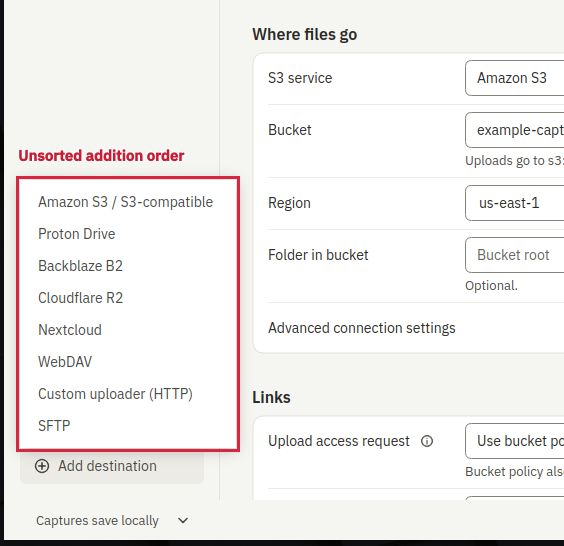 Where files go
S3 service
Amazon S3
Bucket
example-capt
Uploads go to s3:
Region
us-east-1
Folder in bucket
Bucket root
Optional.
Advanced connection settings
Links
Upload access request
Use bucket po
Bucket policy als
Unsorted addition order
Amazon S3 / S3-compatible
Proton Drive
Backblaze B2
Cloudflare R2
Nextcloud
WebDAV
Custom uploader (HTTP)
SFTP
Add destination
Captures save locally